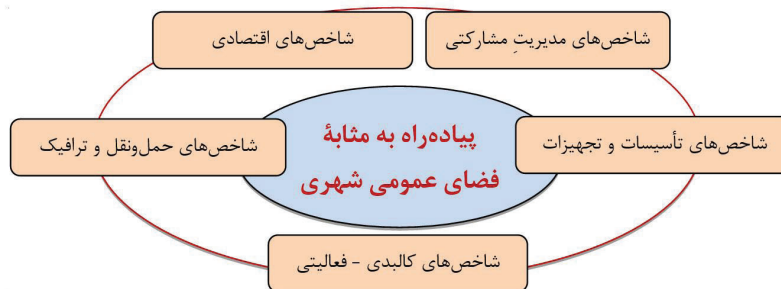 شاخص‌های مدیریتِ مشارکتی
شاخص‌های اقتصادی
پیاده‌راه به مثابهٔ
فضای عمومی شهری
شاخص‌های تأسیسات و تجهیزات
شاخص‌های حمل‌ونقل و ترافیک
شاخص‌های کالبدی - فعالیتی